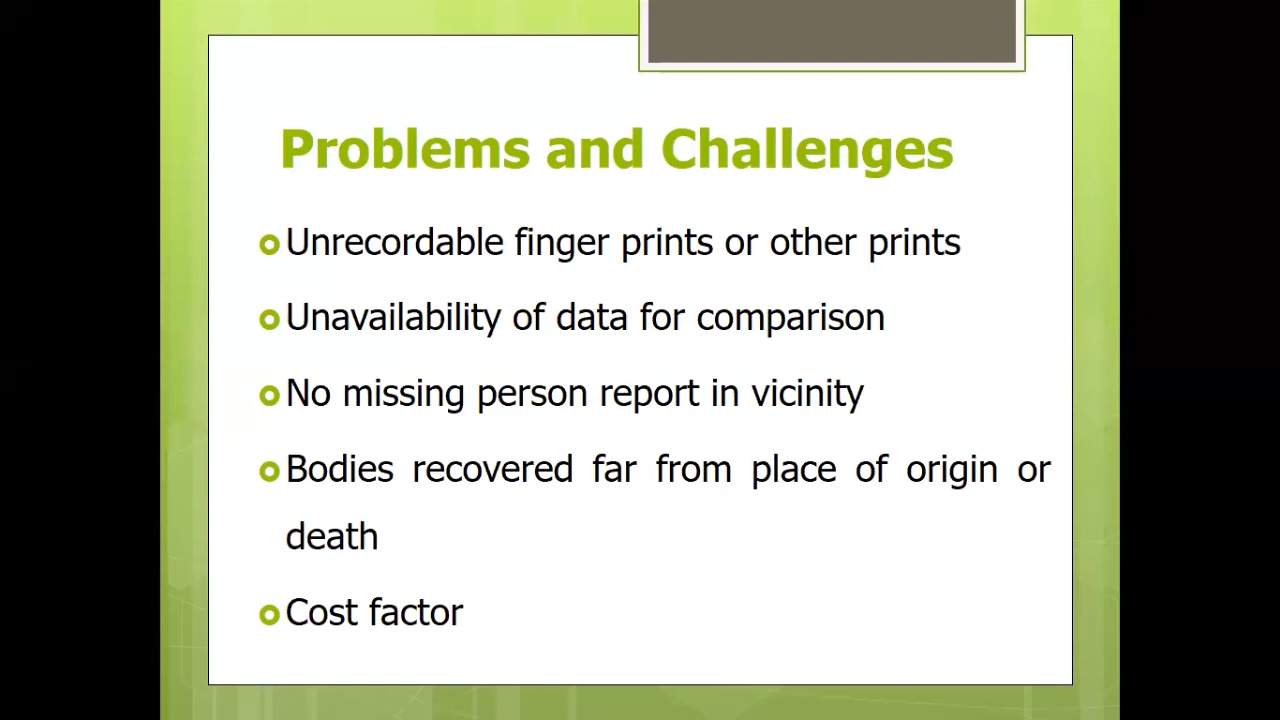 Problems and Challenges
Unrecordable finger prints or other prints
Unavailability of data for comparison
No missing person report in vicinity
Bodies recovered far from place of origin or
death
Cost factor